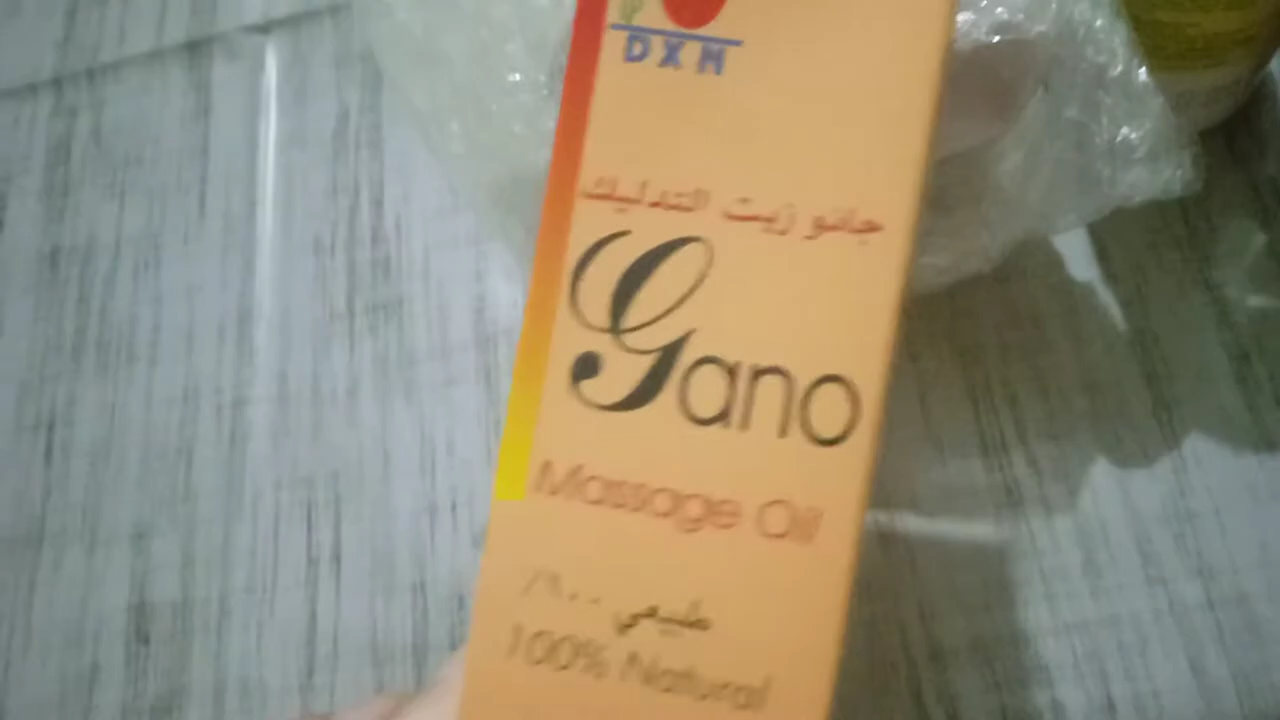 DXN
جانو زيت التدليك
Gano
Massage Oil
طبيعي ١٠٠٪
100% Natural